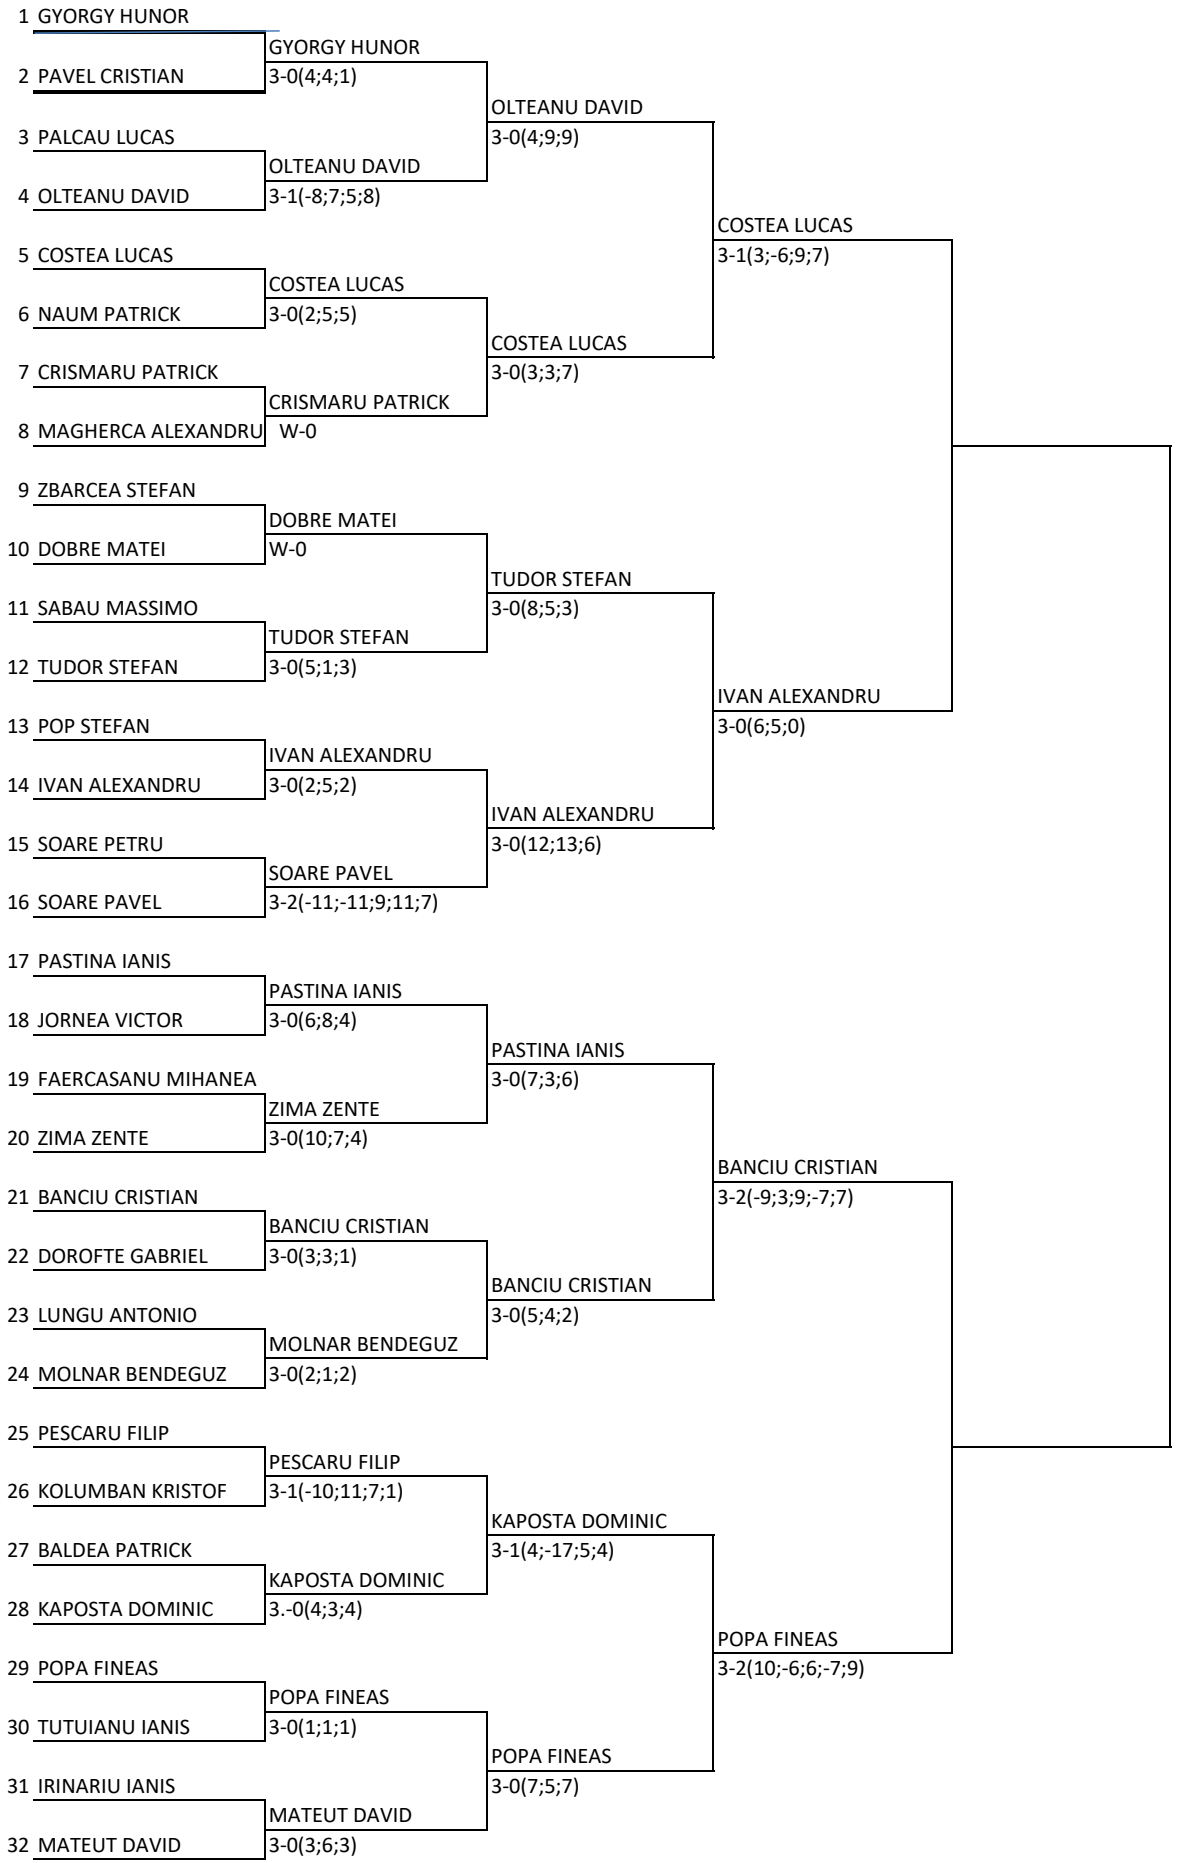 1 GYORGY HUNOR
GYORGY HUNOR
2 PAVEL CRISTIAN 3-0(4;4;1)
OLTEANU DAVID
3 PALCAU LUCAS 3-0(4;9;9)
OLTEANU DAVID
4 OLTEANU DAVID 3-1(-8;7;5;8)
COSTEA LUCAS
5 COSTEA LUCAS 3-1(3;-6;9;7)
COSTEA LUCAS
6 NAUM PATRICK 3-0(2;5;5)
COSTEA LUCAS
7 CRISMARU PATRICK 3-0(3;3;7)
CRISMARU PATRICK
8 MAGHERCA ALEXANDRU W-0
9 ZBARCEA STEFAN
DOBRE MATEI
10 DOBRE MATEI W-0
TUDOR STEFAN
11 SABAU MASSIMO 3-0(8;5;3)
TUDOR STEFAN
12 TUDOR STEFAN 3-0(5;1;3)
IVAN ALEXANDRU
13 POP STEFAN 3-0(6;5;0)
IVAN ALEXANDRU
14 IVAN ALEXANDRU 3-0(2;5;2)
IVAN ALEXANDRU
15 SOARE PETRU 3-0(12;13;6)
SOARE PAVEL
16 SOARE PAVEL 3-2(-11;-11;9;11;7)
17 PASTINA IANIS
PASTINA IANIS
18 JORNEA VICTOR 3-0(6;8;4)
PASTINA IANIS
19 FAERCASANU MIHANEA 3-0(7;3;6)
ZIMA ZENTE
20 ZIMA ZENTE 3-0(10;7;4)
BANCIU CRISTIAN
21 BANCIU CRISTIAN 3-2(-9;3;9;-7;7)
BANCIU CRISTIAN
22 DOROFTE GABRIEL 3-0(3;3;1)
BANCIU CRISTIAN
23 LUNGU ANTONIO 3-0(5;4;2)
MOLNAR BENDEGUZ
24 MOLNAR BENDEGUZ 3-0(2;1;2)
25 PESCARU FILIP
PESCARU FILIP
26 KOLUMBAN KRISTOF 3-1(-10;11;7;1)
KAPOSTA DOMINIC
27 BALDEA PATRICK 3-1(4;-17;5;4)
KAPOSTA DOMINIC
28 KAPOSTA DOMINIC 3.-0(4;3;4)
POPA FINEAS
29 POPA FINEAS 3-2(10;-6;6;-7;9)
POPA FINEAS
30 TUTUIANU IANIS 3-0(1;1;1)
POPA FINEAS
31 IRINARIU IANIS 3-0(7;5;7)
MATEUT DAVID
32 MATEUT DAVID 3-0(3;6;3)